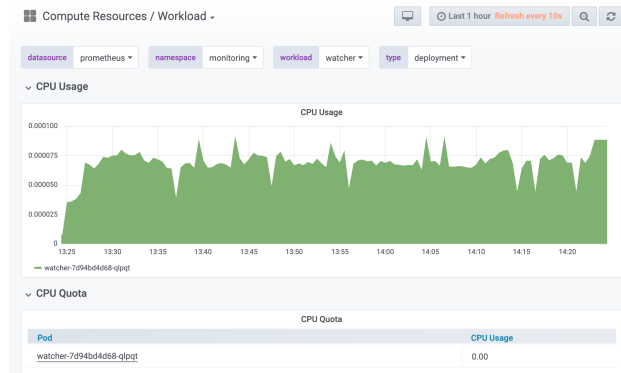 Compute Resources / Workload
Last 1 hour Refresh every 10s
datasource prometheus namespace monitoring workload watcher type deployment
CPU Usage
CPU Usage
0.000100
0.000075
0.000050
0.000025
0
13:25 13:30 13:35 13:40 13:45 13:50 13:55 14:00 14:05 14:10 14:15 14:20
watcher-7d94bd4d68-qlpqt
CPU Quota
CPU Quota
Pod CPU Usage
watcher-7d94bd4d68-qlpqt 0.00